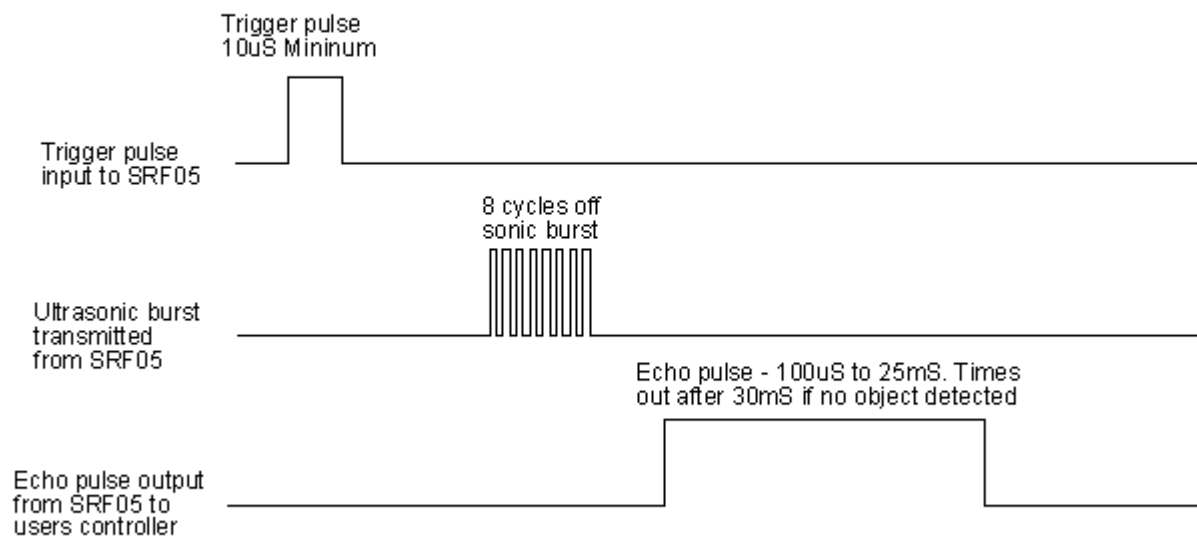 Trigger pulse
10uS Mininum
Trigger pulse
input to SRF05
8 cycles off
sonic burst
Ultrasonic burst
transmitted
from SRF05
Echo pulse - 100uS to 25mS. Times
out after 30mS if no object detected
Echo pulse output
from SRF05 to
users controller